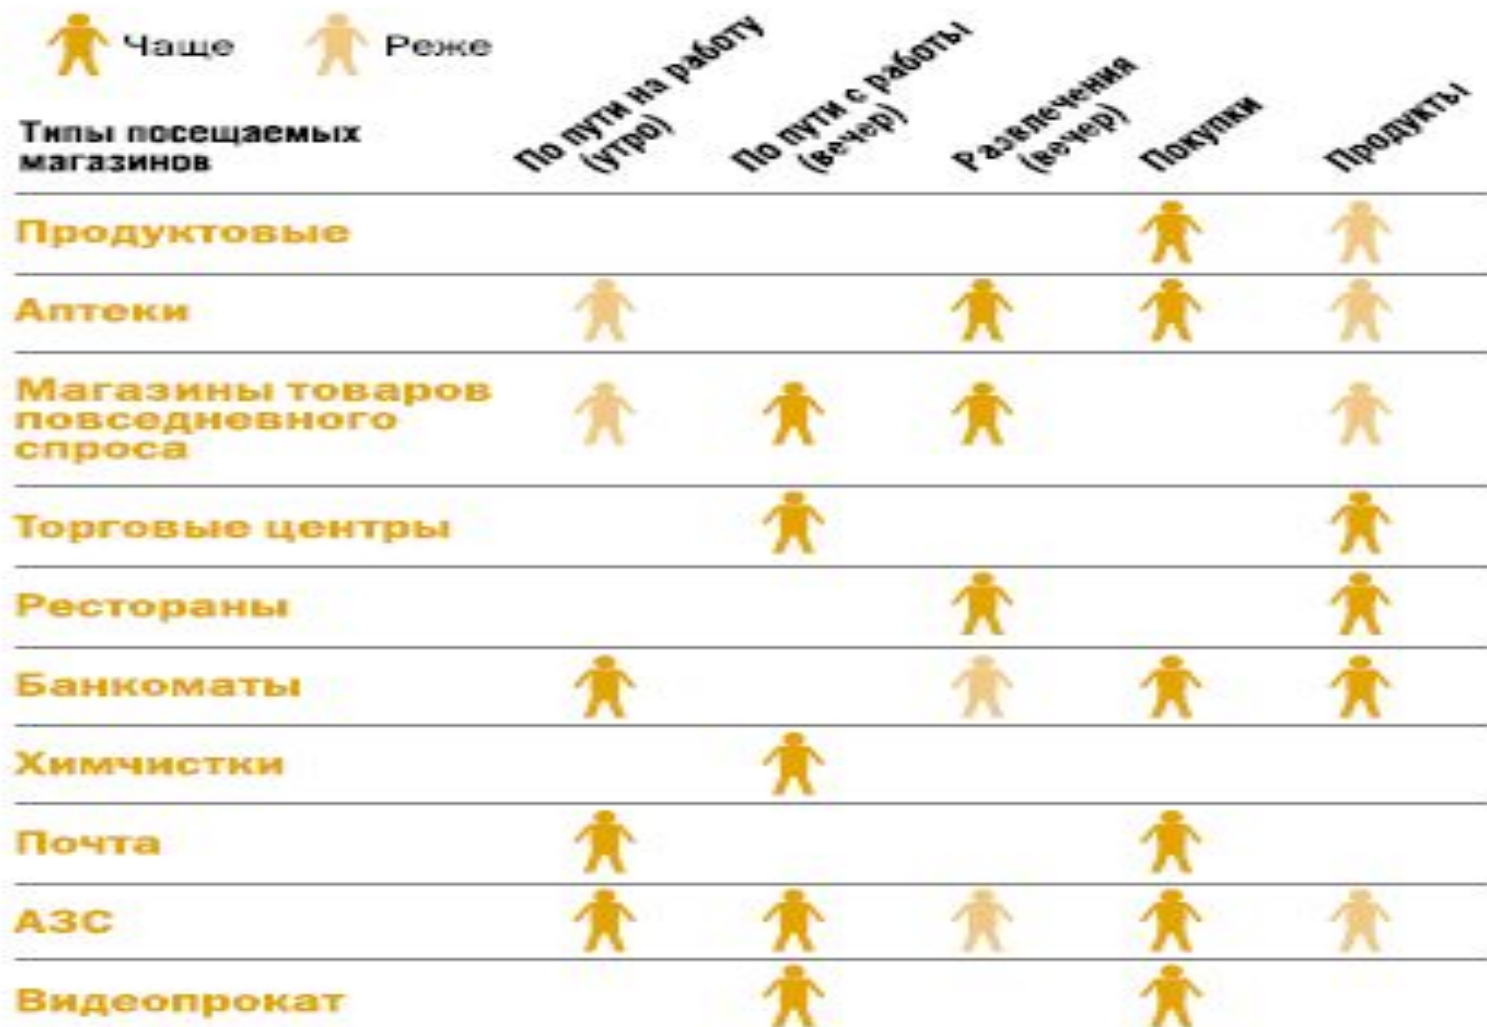 Чаще
Реже
По пути на работу
(утро)
По пути с работы
(вечер)
Развлечения
(вечер)
Покупки
Продукты
Типы посещаемых
магазинов
Продуктовые
Аптеки
Магазины товаров
повседневного
спроса
Торговые центры
Рестораны
Банкоматы
Химчистки
Почта
АЗС
Видеопрокат